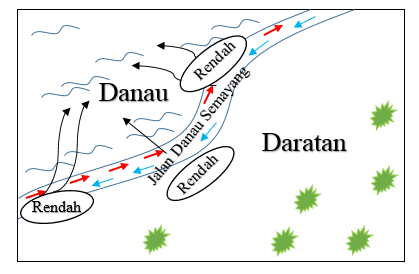 Rendah
Danau
Jalan Danau Semayang
Daratan
Rendah
Rendah